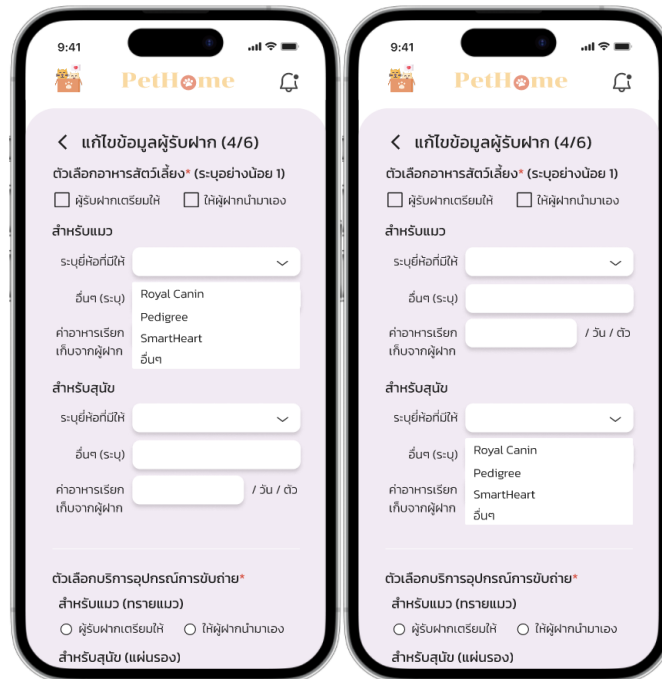 9:41
PetHome
แก้ไขข้อมูลผู้รับฝาก (4/6)
ตัวเลือกอาหารสัตว์เลี้ยง* (ระบุอย่างน้อย 1)
ผู้รับฝากเตรียมให้ ให้ผู้ฝากนำมาเอง
สำหรับแมว
ระบุยี่ห้อที่มีให้
อื่นๆ (ระบุ)
Royal Canin
Pedigree
SmartHeart
อื่นๆ
ค่าอาหารเรียก
เก็บจากผู้ฝาก
สำหรับสุนัข
ระบุยี่ห้อที่มีให้
อื่นๆ (ระบุ)
ค่าอาหารเรียก
เก็บจากผู้ฝาก
/ วัน / ตัว
ตัวเลือกบริการอุปกรณ์การขับถ่าย*
สำหรับแมว (ทรายแมว)
ผู้รับฝากเตรียมให้ ให้ผู้ฝากนำมาเอง
สำหรับสุนัข (แผ่นรอง)
9:41
PetHome
แก้ไขข้อมูลผู้รับฝาก (4/6)
ตัวเลือกอาหารสัตว์เลี้ยง* (ระบุอย่างน้อย 1)
ผู้รับฝากเตรียมให้ ให้ผู้ฝากนำมาเอง
สำหรับแมว
ระบุยี่ห้อที่มีให้
อื่นๆ (ระบุ)
ค่าอาหารเรียก
เก็บจากผู้ฝาก
/ วัน / ตัว
สำหรับสุนัข
ระบุยี่ห้อที่มีให้
อื่นๆ (ระบุ)
Royal Canin
Pedigree
SmartHeart
อื่นๆ
ค่าอาหารเรียก
เก็บจากผู้ฝาก
ตัวเลือกบริการอุปกรณ์การขับถ่าย*
สำหรับแมว (ทรายแมว)
ผู้รับฝากเตรียมให้ ให้ผู้ฝากนำมาเอง
สำหรับสุนัข (แผ่นรอง)